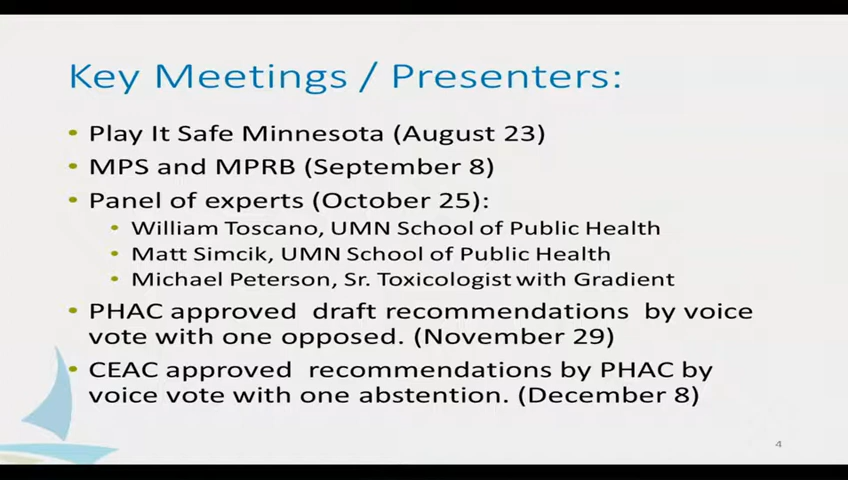 Key Meetings / Presenters:
• Play It Safe Minnesota (August 23)
• MPS and MPRB (September 8)
• Panel of experts (October 25):
• William Toscano, UMN School of Public Health
• Matt Simcik, UMN School of Public Health
• Michael Peterson, Sr. Toxicologist with Gradient
• PHAC approved draft recommendations by voice
vote with one opposed. (November 29)
• CEAC approved recommendations by PHAC by
voice vote with one abstention. (December 8)
4